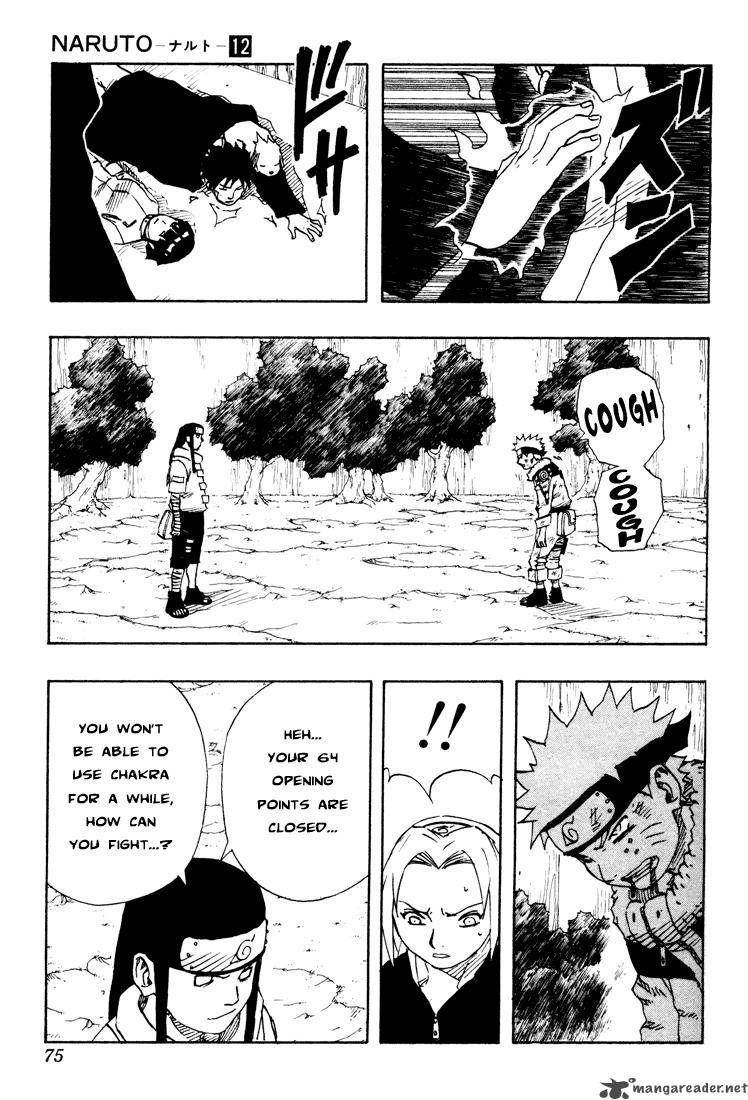 NARUTO —ナルト— 12
ズン
ドサ
COUGH
COUGH
!!
HEH...
YOUR 64
OPENING
POINTS ARE
CLOSED...
YOU WON'T
BE ABLE TO
USE CHAKRA
FOR A WHILE,
HOW CAN
YOU FIGHT...?
75
mangareader.net